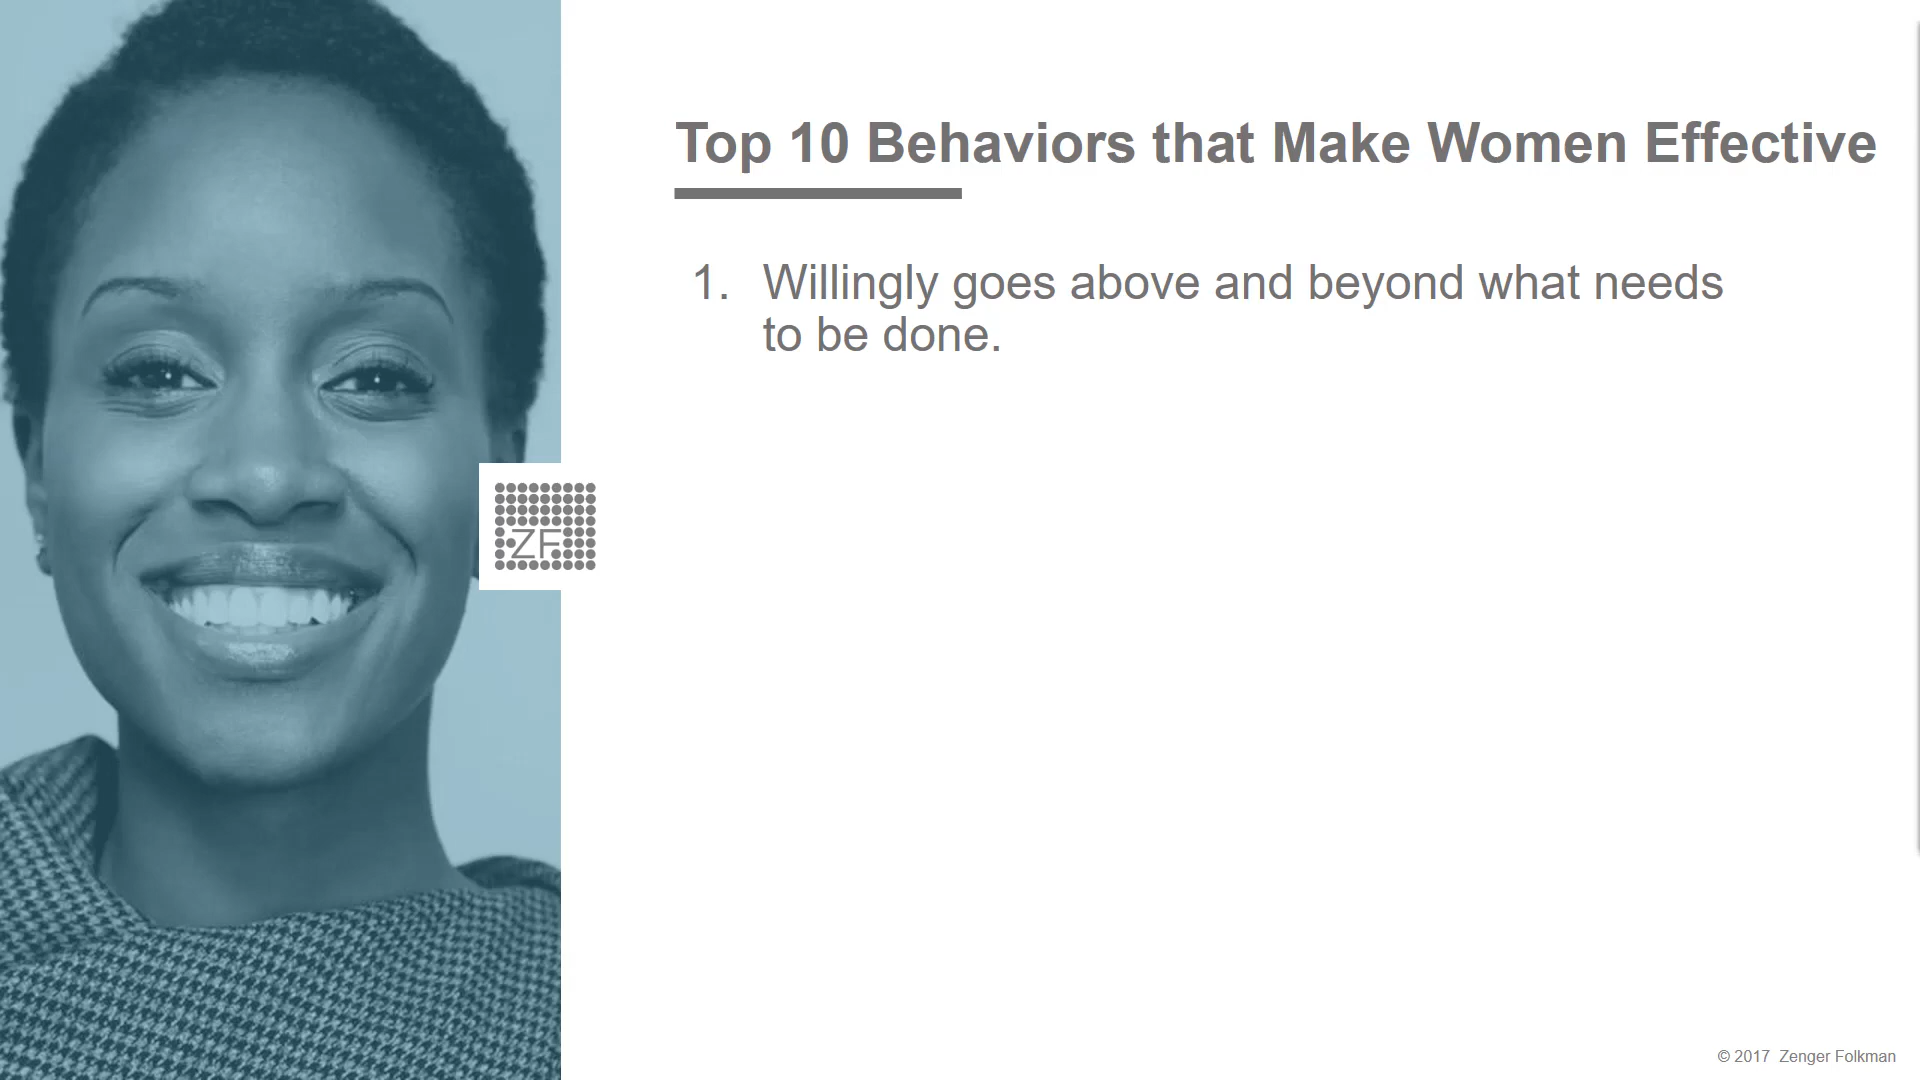 Top 10 Behaviors that Make Women Effective
1. Willingly goes above and beyond what needs
to be done.
ZF
© 2017 Zenger Folkman